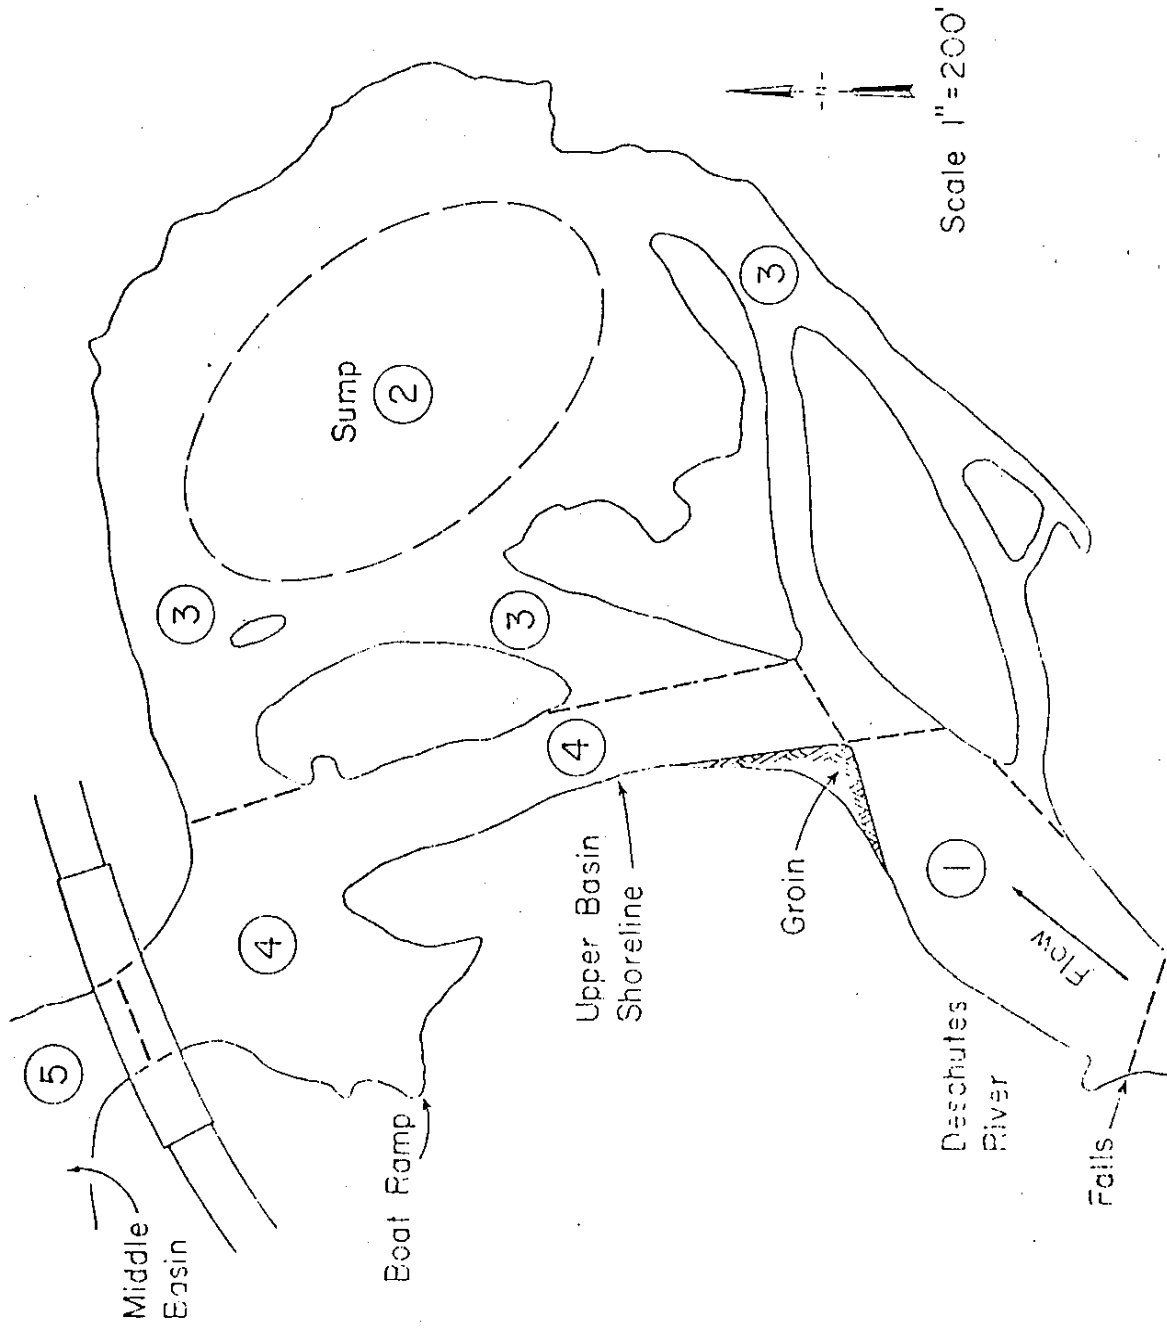 Middle
Basin
5
Boat Ramp
4
3
Sump
2
4
3
Upper Basin
Shoreline
Groin
3
1
Flow
Deschutes
River
Falls
-N-
Scale 1"=200'